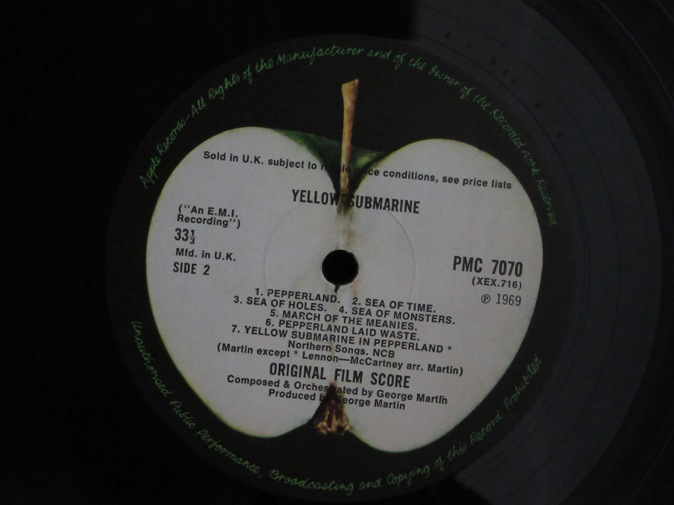 Apple Records-All Rights of the Manufacturer and of the Owner of the Recorded Work Reserved
Sold in U.K. subject to price conditions, see price lists
YELLOW SUBMARINE
("An E.M.I.
Recording")
33⅓
Mfd. in U.K.
SIDE 2
PMC 7070
(XEX.716)
℗ 1969
1. PEPPERLAND. 2. SEA OF TIME.
3. SEA OF HOLES. 4. SEA OF MONSTERS.
5. MARCH OF THE MEANIES.
6. PEPPERLAND LAID WASTE.
7. YELLOW SUBMARINE IN PEPPERLAND *
Northern Songs. NCB
(Martin except * Lennon—McCartney arr. Martin)
ORIGINAL FILM SCORE
Composed & Orchestrated by George Martin
Produced by George Martin
Unauthorised Public Performance, Broadcasting and Copying of this Record Prohibited